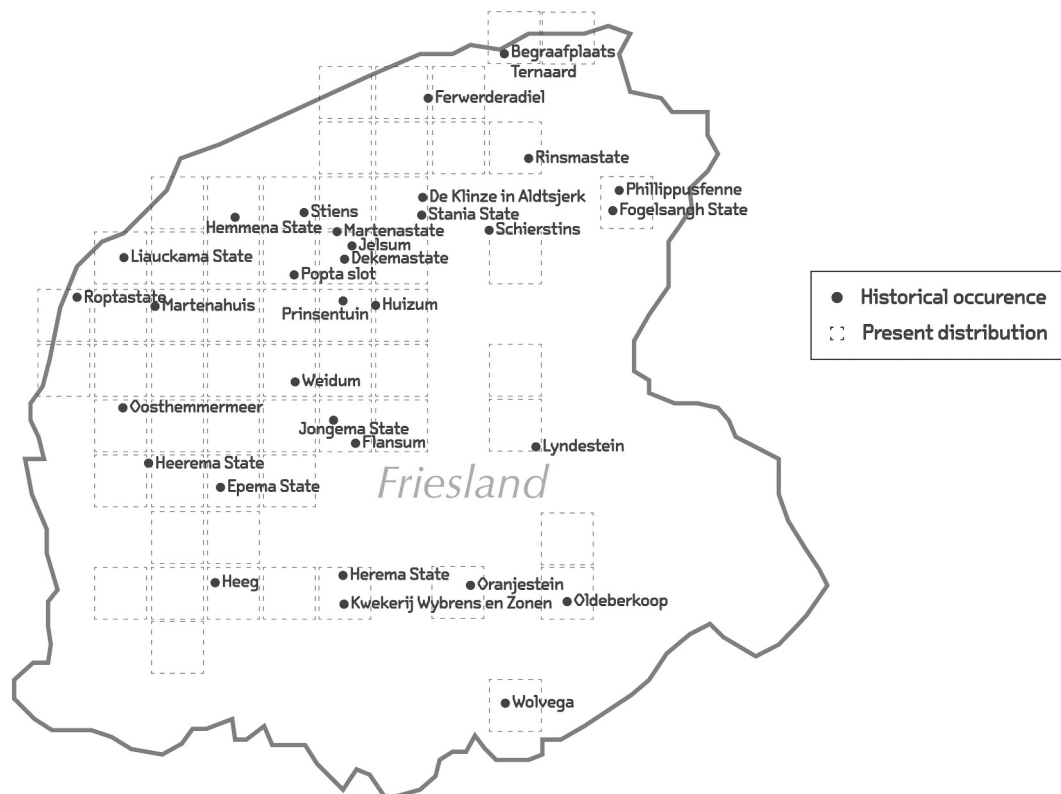 Begraafplaats
Ternaard
Ferwerderadiel
Rinsmastate
Phillippusfenne
De Klinze in Aldtsjerk
Fogelsangh State
Stiens
Stania State
Hemmena State
Martenastate
Schierstins
Jelsum
Liauckama State
Dekemastate
Popta slot
Roptastate
Martenahuis
Prinsentuin
Huizum
Historical occurence
Present distribution
Weidum
Oosthemmermeer
Jongema State
Flansum
Lyndestein
Heerema State
Epema State
Friesland
Heeg
Herema State
Oranjestein
Kwekerij Wybrens en Zonen
Oldeberkoop
Wolvega